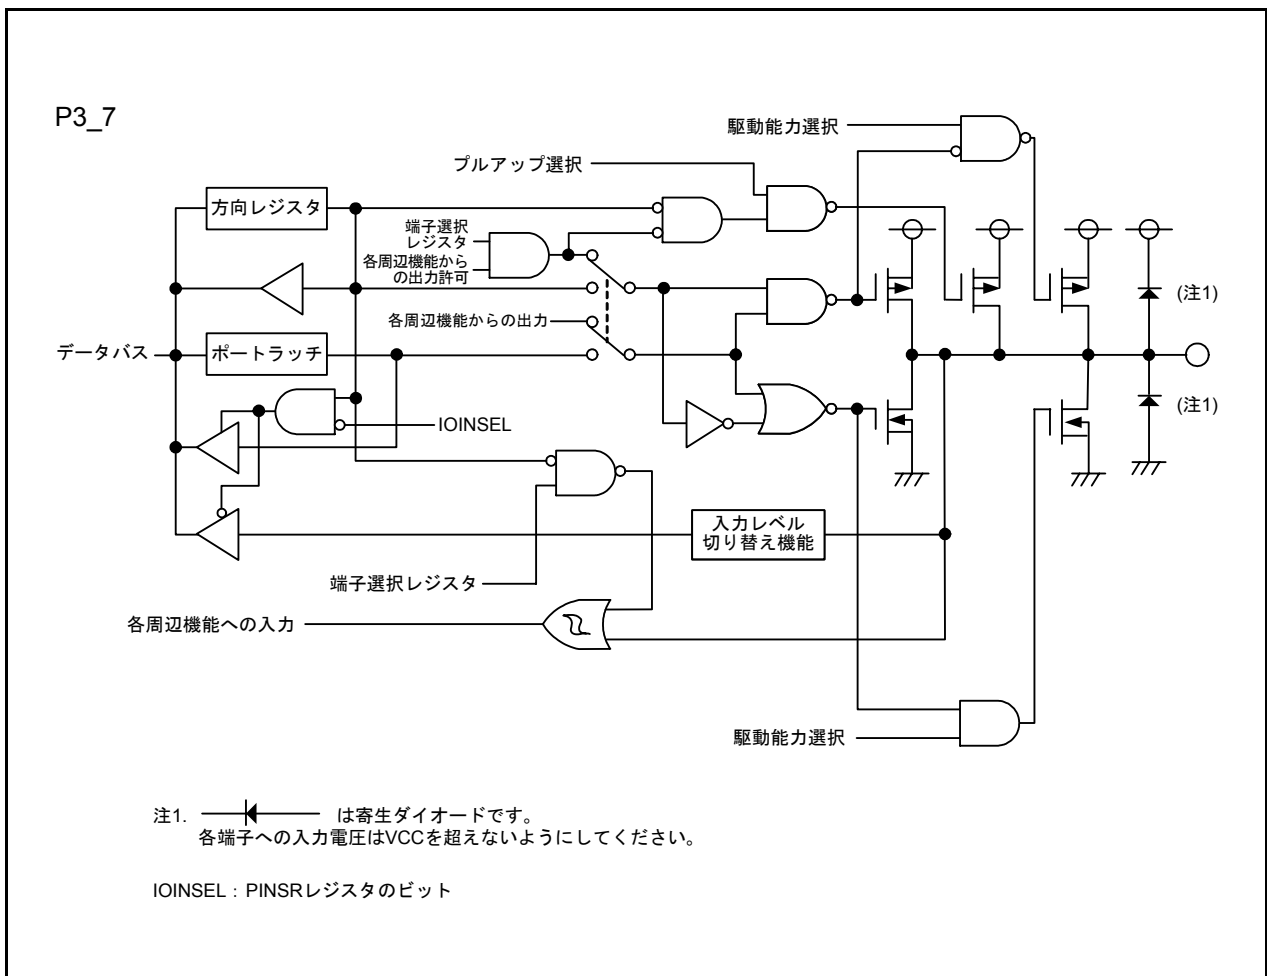 P3_7
駆動能力選択
プルアップ選択
方向レジスタ
端子選択
レジスタ
各周辺機能から
の出力許可
(注1)
各周辺機能からの出力
データバス
ポートラッチ
(注1)
IOINSEL
入力レベル
切り替え機能
端子選択レジスタ
各周辺機能への入力
駆動能力選択
注1. は寄生ダイオードです。
各端子への入力電圧はVCCを超えないようにしてください。
IOINSEL：PINSRレジスタのビット